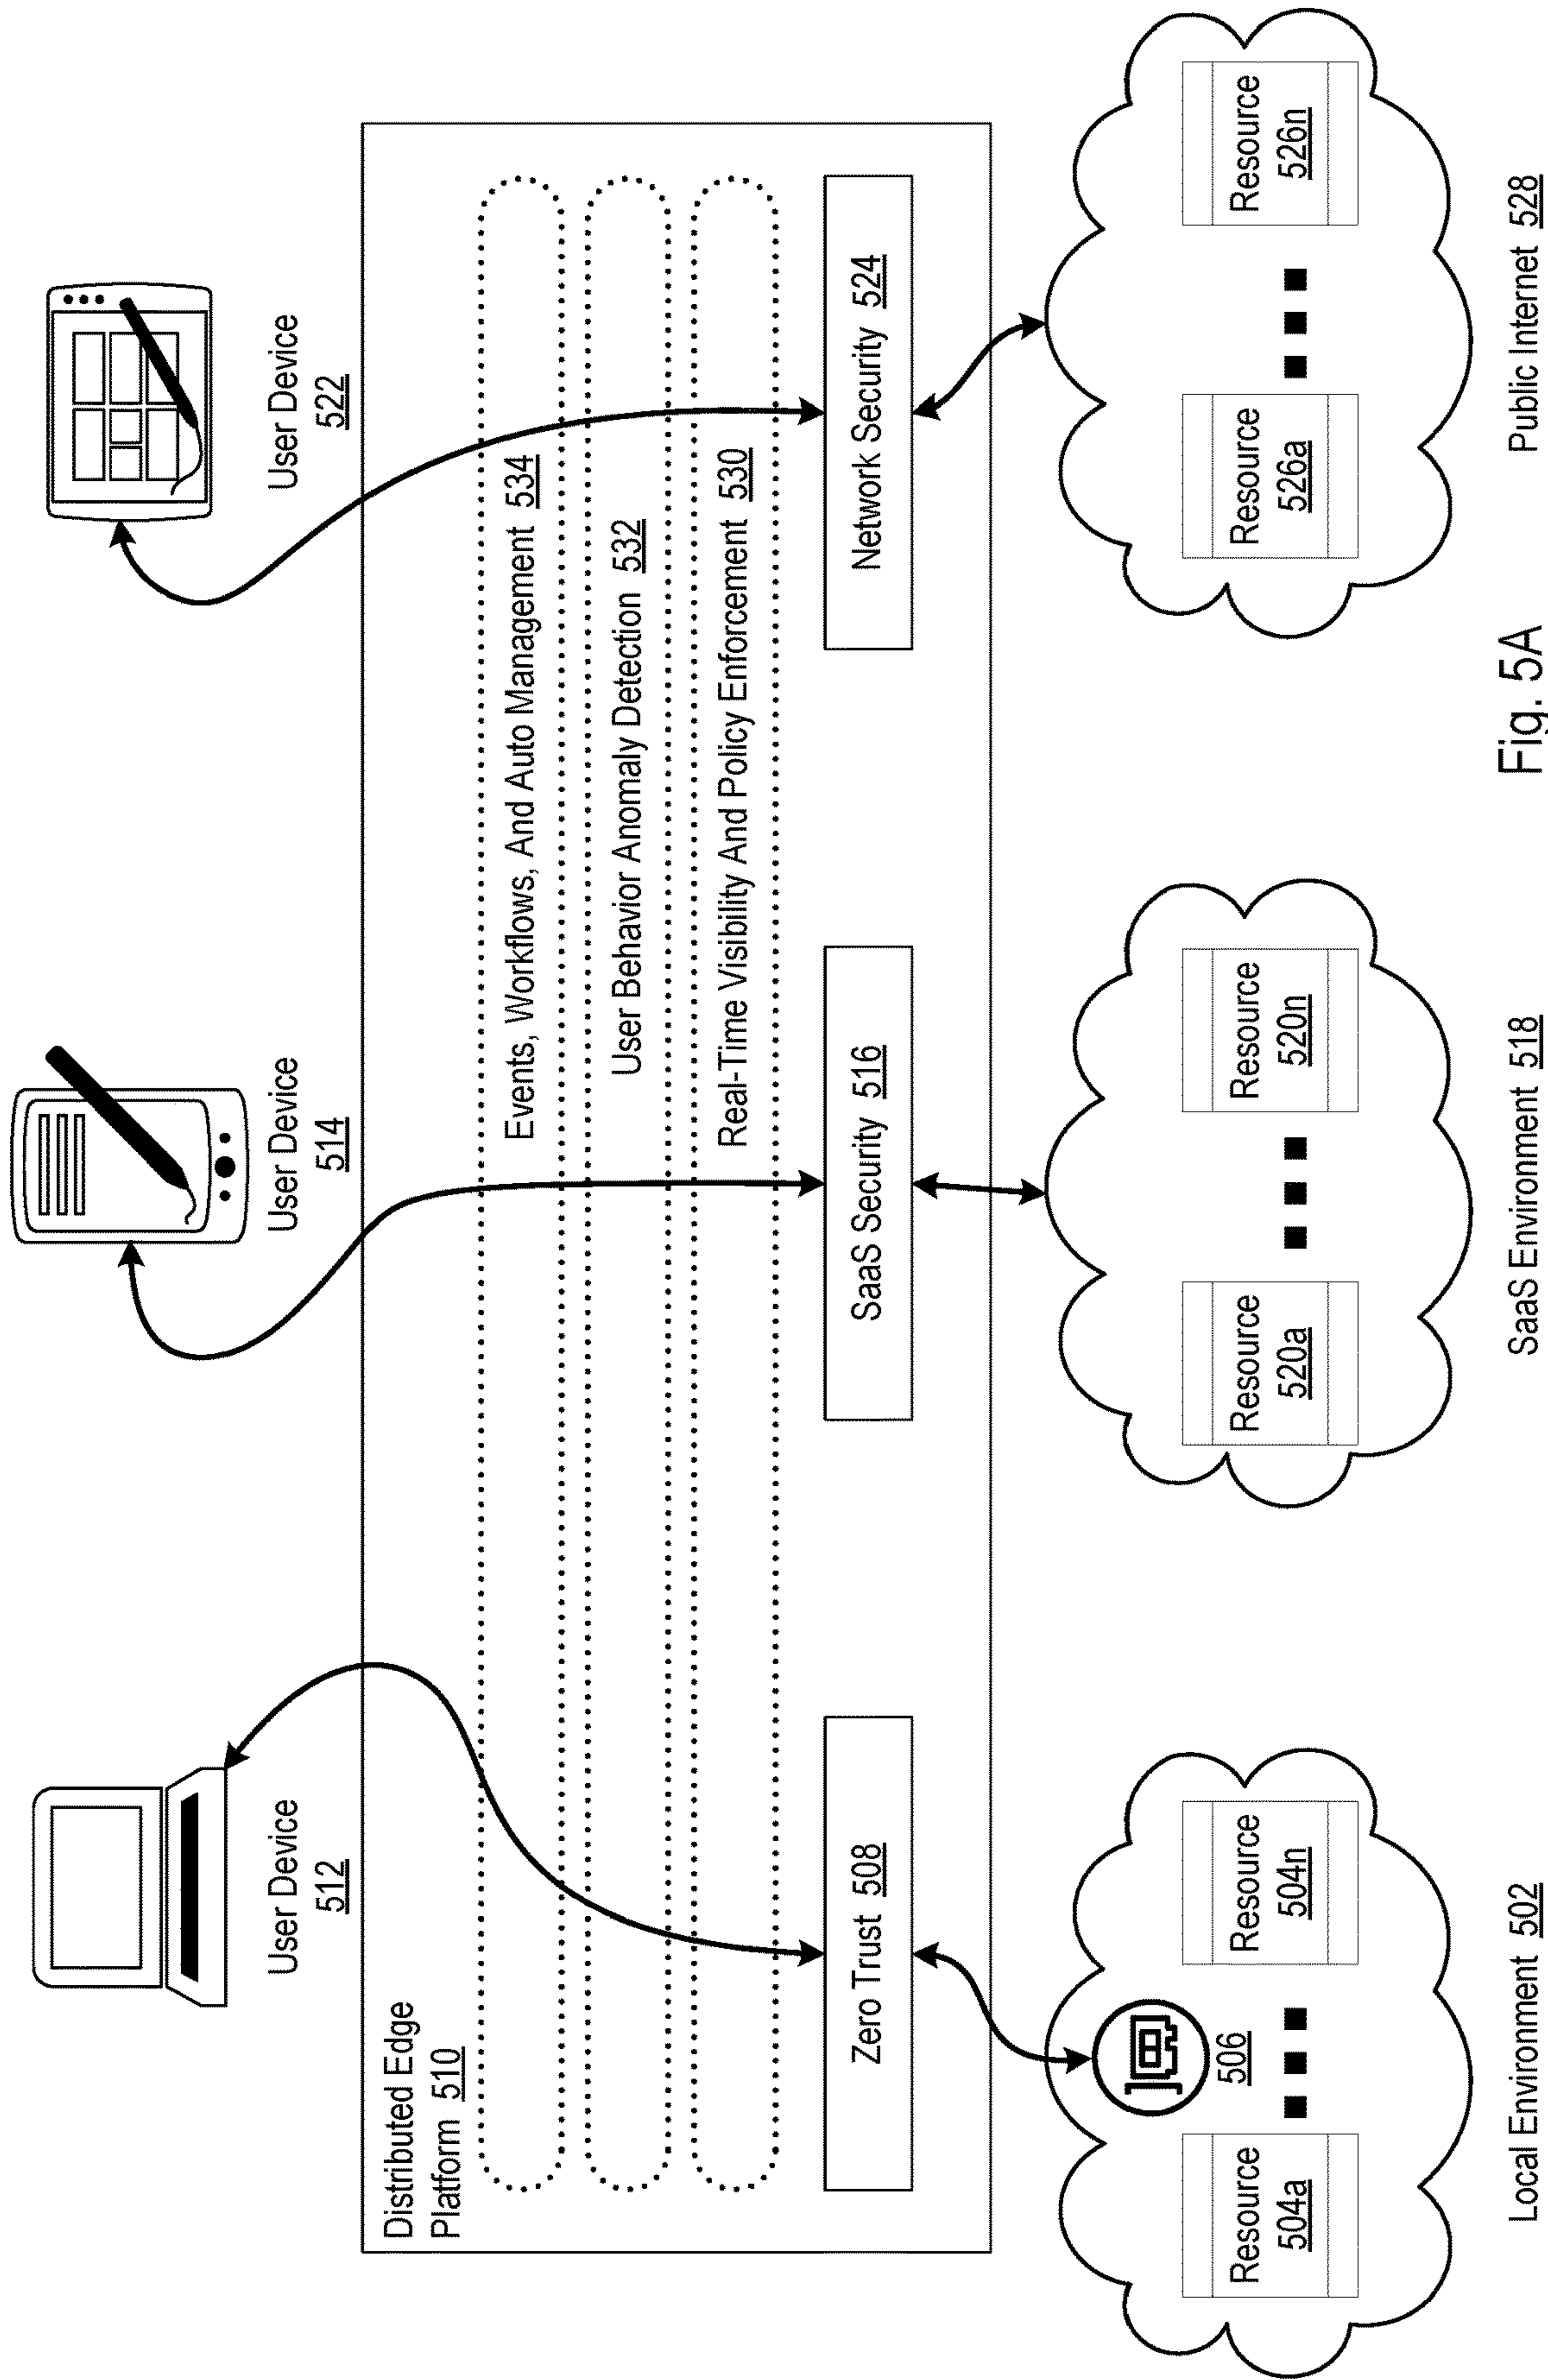 User Device
512
User Device
514
User Device
522
Distributed Edge
Platform 510
Events, Workflows, And Auto Management 534
User Behavior Anomaly Detection 532
Real-Time Visibility And Policy Enforcement 530
Zero Trust 508
SaaS Security 516
Network Security 524
506
Resource
504a
Resource
504n
Resource
520a
Resource
520n
Resource
526a
Resource
526n
Local Environment 502
SaaS Environment 518
Public Internet 528
Fig. 5A